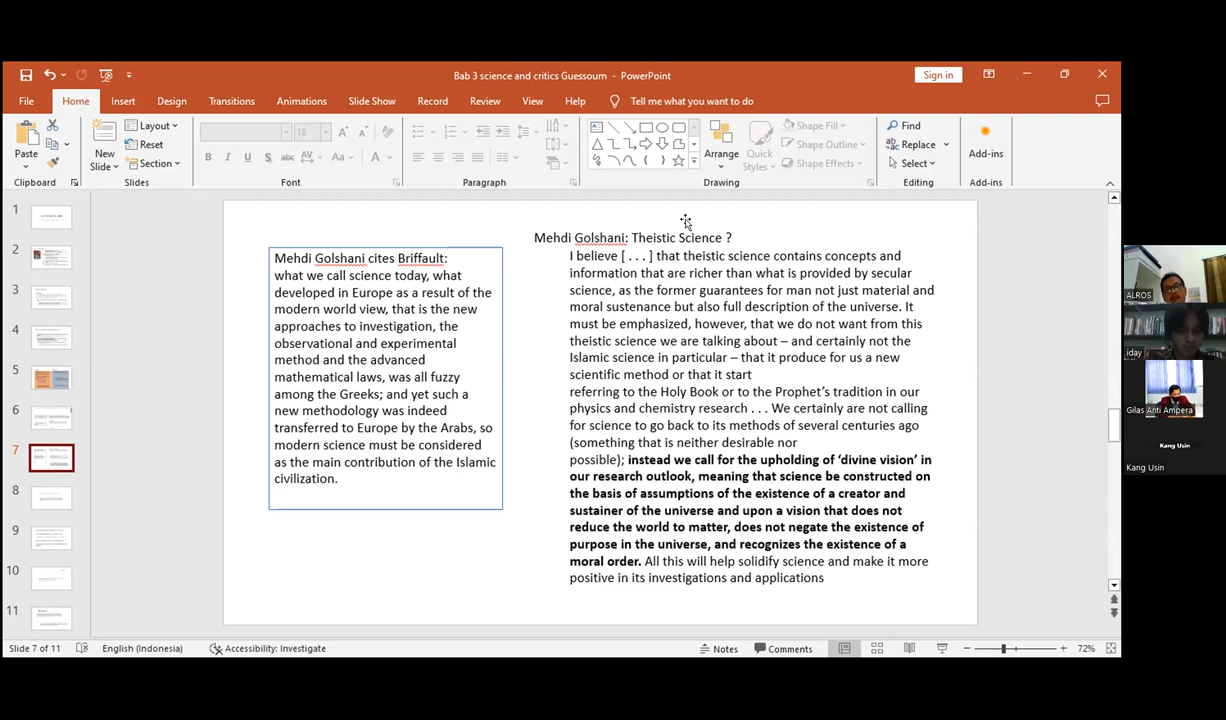 Bab 3 science and critics Guessoum - PowerPoint
Sign in
File Home Insert Design Transitions Animations Slide Show Record Review View Help Tell me what you want to do
Paste
Clipboard
New Slide
Layout
Reset
Section
Slides
18
Font
Paragraph
Arrange
Quick Styles
Shape Fill
Shape Outline
Shape Effects
Drawing
Find
Replace
Select
Editing
Add-ins
Add-ins
1
2
3
4
5
6
7
8
9
10
11
Mehdi Golshani cites Briffault:
what we call science today, what
developed in Europe as a result of the
modern world view, that is the new
approaches to investigation, the
observational and experimental
method and the advanced
mathematical laws, was all fuzzy
among the Greeks; and yet such a
new methodology was indeed
transferred to Europe by the Arabs, so
modern science must be considered
as the main contribution of the Islamic
civilization.
Mehdi Golshani: Theistic Science ?
I believe [ . . . ] that theistic science contains concepts and
information that are richer than what is provided by secular
science, as the former guarantees for man not just material and
moral sustenance but also full description of the universe. It
must be emphasized, however, that we do not want from this
theistic science we are talking about – and certainly not the
Islamic science in particular – that it produce for us a new
scientific method or that it start
referring to the Holy Book or to the Prophet's tradition in our
physics and chemistry research . . . We certainly are not calling
for science to go back to its methods of several centuries ago
(something that is neither desirable nor
possible); instead we call for the upholding of 'divine vision' in
our research outlook, meaning that science be constructed on
the basis of assumptions of the existence of a creator and
sustainer of the universe and upon a vision that does not
reduce the world to matter, does not negate the existence of
purpose in the universe, and recognizes the existence of a
moral order. All this will help solidify science and make it more
positive in its investigations and applications
ALROS
iday
Gilas Anti Ampera
Kang Usin
Kang Usin
Slide 7 of 11 English (Indonesia) Accessibility: Investigate Notes Comments 72%